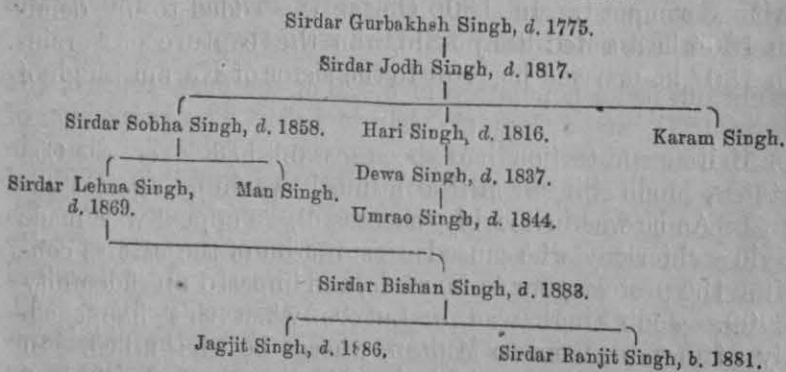 Sirdar Gurbakhsh Singh, d. 1775.
Sirdar Jodh Singh, d. 1817.
Sirdar Sobha Singh, d. 1858.
Hari Singh, d. 1816.
Karam Singh.
Sirdar Lehna Singh,
d. 1869.
Man Singh.
Dewa Singh, d. 1837.
Umrao Singh, d. 1844.
Sirdar Bishan Singh, d. 1883.
Jagjit Singh, d. 1886.
Sirdar Ranjit Singh, b. 1881.